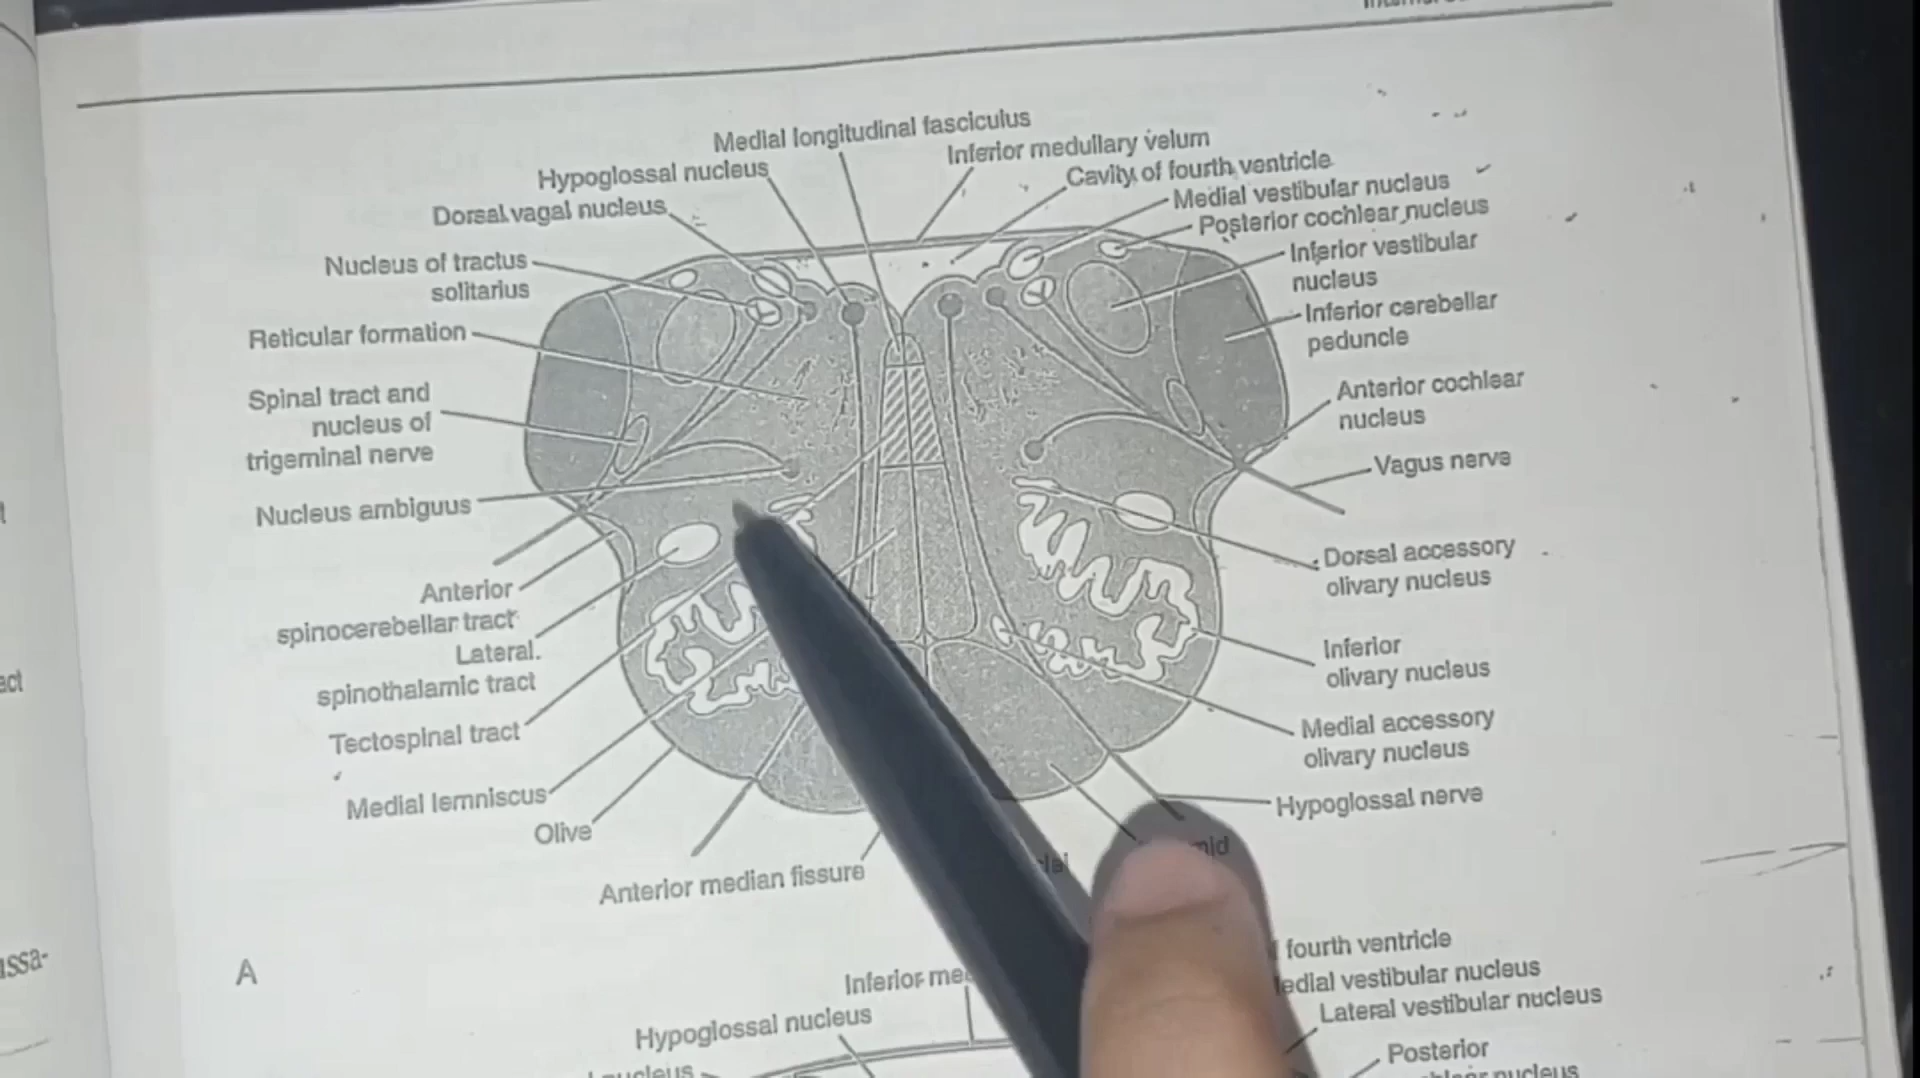 Medial longitudinal fasciculus
Inferior medullary velum
Hypoglossal nucleus
Cavity of fourth ventricle
Dorsal vagal nucleus
Medial vestibular nucleus
Posterior cochlear nucleus
Nucleus of tractus
solitarius
Inferior vestibular
nucleus
Reticular formation
Inferior cerebellar
peduncle
Spinal tract and
nucleus of
trigeminal nerve
Anterior cochlear
nucleus
Vagus nerve
Nucleus ambiguus
Dorsal accessory
olivary nucleus
Anterior
spinocerebellar tract
Lateral
spinothalamic tract
Inferior
olivary nucleus
Tectospinal tract
Medial accessory
olivary nucleus
Medial lemniscus
Hypoglossal nerve
Olive
Anterior median fissure
A
fourth ventricle
Inferior
edial vestibular nucleus
Lateral vestibular nucleus
Hypoglossal nucleus
Posterior
nucleus